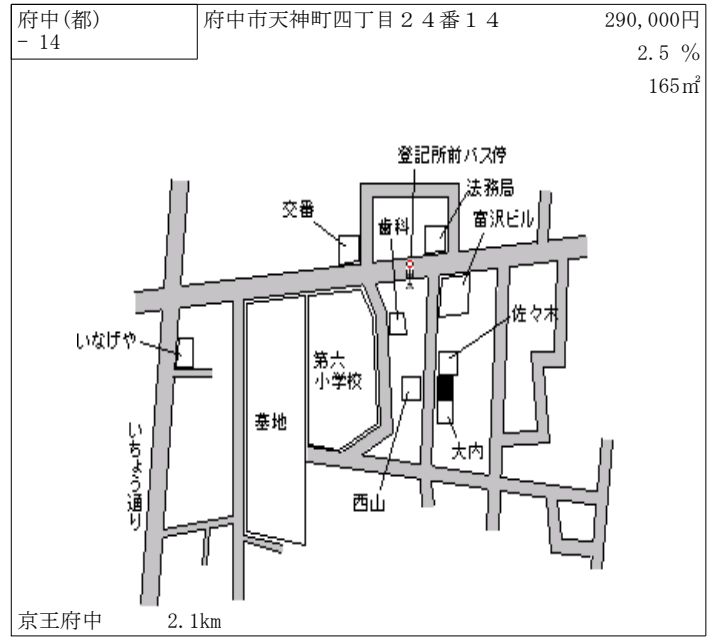 府中(都)
- 14
府中市天神町四丁目２４番１４
290,000円
2.5 %
165㎡
登記所前バス停
法務局
交番
歯科
富沢ビル
佐々木
いなげや
第六
小学校
墓地
大内
西山
いちょう通り
京王府中 2.1km